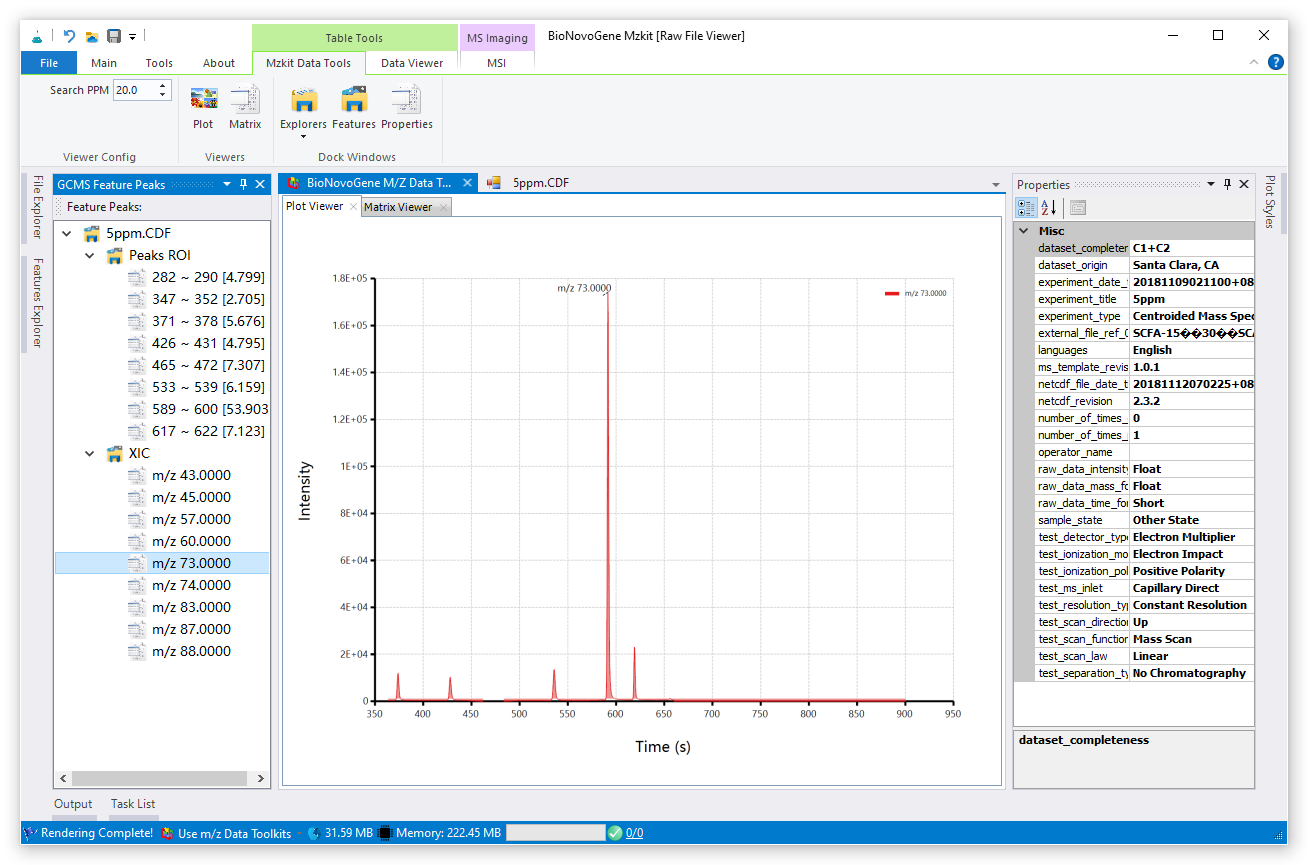 Table Tools
MS Imaging
BioNovoGene Mzkit [Raw File Viewer]
File
Main
Tools
About
Mzkit Data Tools
Data Viewer
MSI
Search PPM 20.0
Plot
Matrix
Explorers
Features
Properties
Viewer Config
Viewers
Dock Windows
File Explorer
Features Explorer
GCMS Feature Peaks
Feature Peaks:
5ppm.CDF
Peaks ROI
282 ~ 290 [4.799]
347 ~ 352 [2.705]
371 ~ 378 [5.676]
426 ~ 431 [4.795]
465 ~ 472 [7.307]
533 ~ 539 [6.159]
589 ~ 600 [53.903
617 ~ 622 [7.123]
XIC
m/z 43.0000
m/z 45.0000
m/z 57.0000
m/z 60.0000
m/z 73.0000
m/z 74.0000
m/z 83.0000
m/z 87.0000
m/z 88.0000
BioNovoGene M/Z Data T...
5ppm.CDF
Plot Viewer
Matrix Viewer
1.8E+05
1.6E+05
1.4E+05
1.2E+05
1E+05
8E+04
6E+04
4E+04
2E+04
0
Intensity
m/z 73.0000
m/z 73.0000
350 400 450 500 550 600 650 700 750 800 850 900 950
Time (s)
Properties
Misc
dataset_completer C1+C2
dataset_origin Santa Clara, CA
experiment_date_ 20181109021100+08
experiment_title 5ppm
experiment_type Centroided Mass Spec
external_file_ref_0 SCFA-15��30��SCA
languages English
ms_template_revis 1.0.1
netcdf_file_date_t 20181112070225+08
netcdf_revision 2.3.2
number_of_times_ 0
number_of_times_ 1
operator_name
raw_data_intensity Float
raw_data_mass_fo Float
raw_data_time_for Short
sample_state Other State
test_detector_type Electron Multiplier
test_ionization_mo Electron Impact
test_ionization_pol Positive Polarity
test_ms_inlet Capillary Direct
test_resolution_typ Constant Resolution
test_scan_direction Up
test_scan_function Mass Scan
test_scan_law Linear
test_separation_ty No Chromatography
dataset_completeness
Plot Styles
Output
Task List
Rendering Complete!
Use m/z Data Toolkits
31.59 MB
Memory: 222.45 MB
0/0